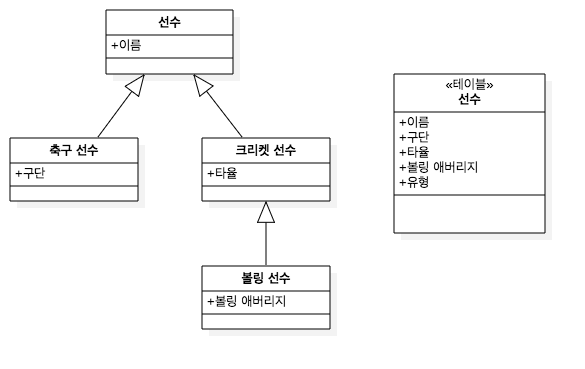 선수
+이름
축구 선수
+구단
크리켓 선수
+타율
볼링 선수
+볼링 애버리지
«테이블»
선수
+이름
+구단
+타율
+볼링 애버리지
+유형